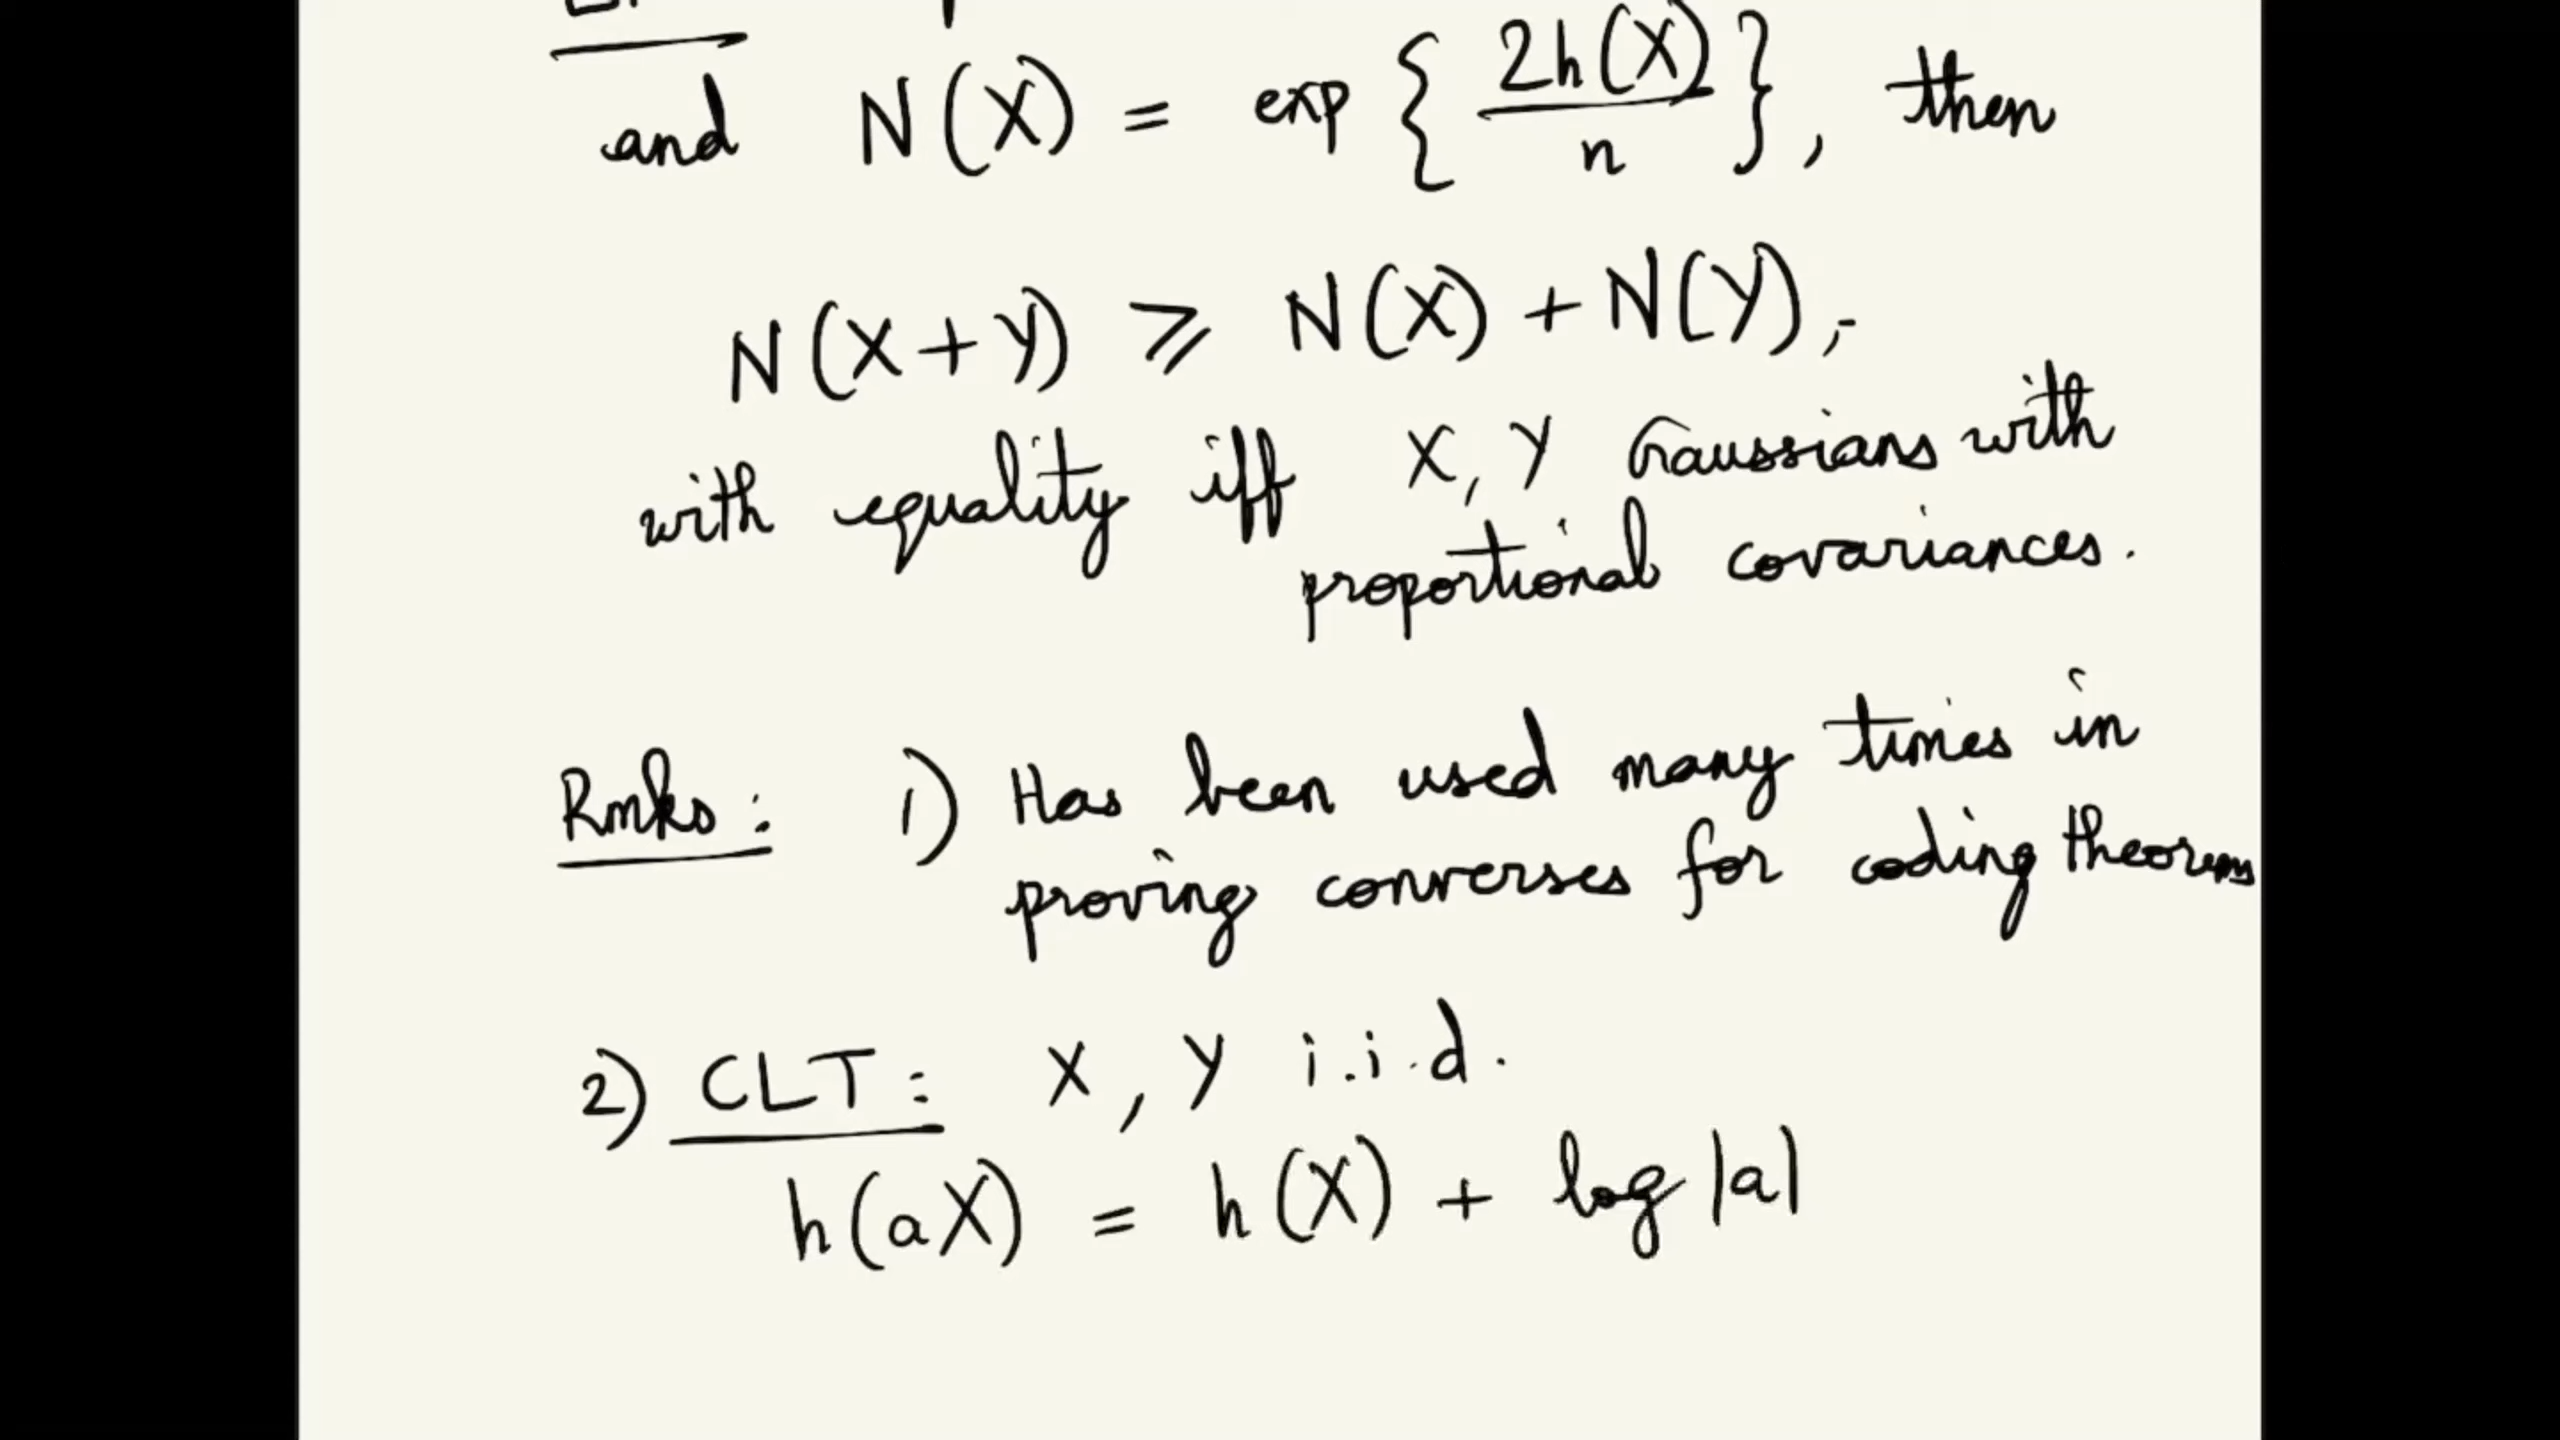 and N(X) = exp { 2h(X) / n } , then
N(X+Y) ⩾ N(X) + N(Y) ,-
with equality iff X, Y Gaussians with
proportional covariances.
Rmks: 1) Has been used many times in
proving converses for coding theorems
2) CLT: X, Y i.i.d.
h(aX) = h(X) + log |a|